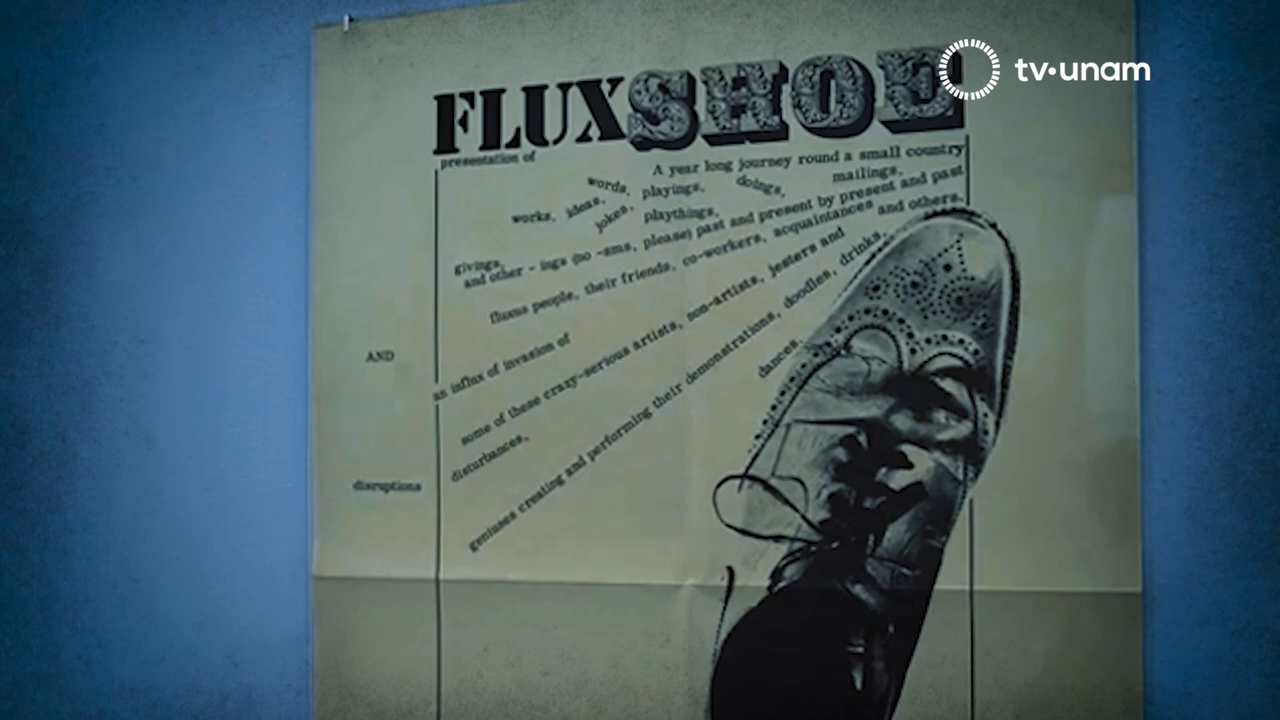 FLUXSHOE
tv·unam
presentation of
A year long journey round a small country
words, playings, doings, mailings,
works, ideas, jokes, playthings,
givings,
and other - ings (no -sms, please) past and present by present and past
fluxus people, their friends, co-workers, acquaintances and others.
AND
an influx of invasion of
some of these crazy-serious artists, non-artists, jesters and
disruptions
disturbances,
geniuses creating and performing their demonstrations, doodles, drinks,
dances.